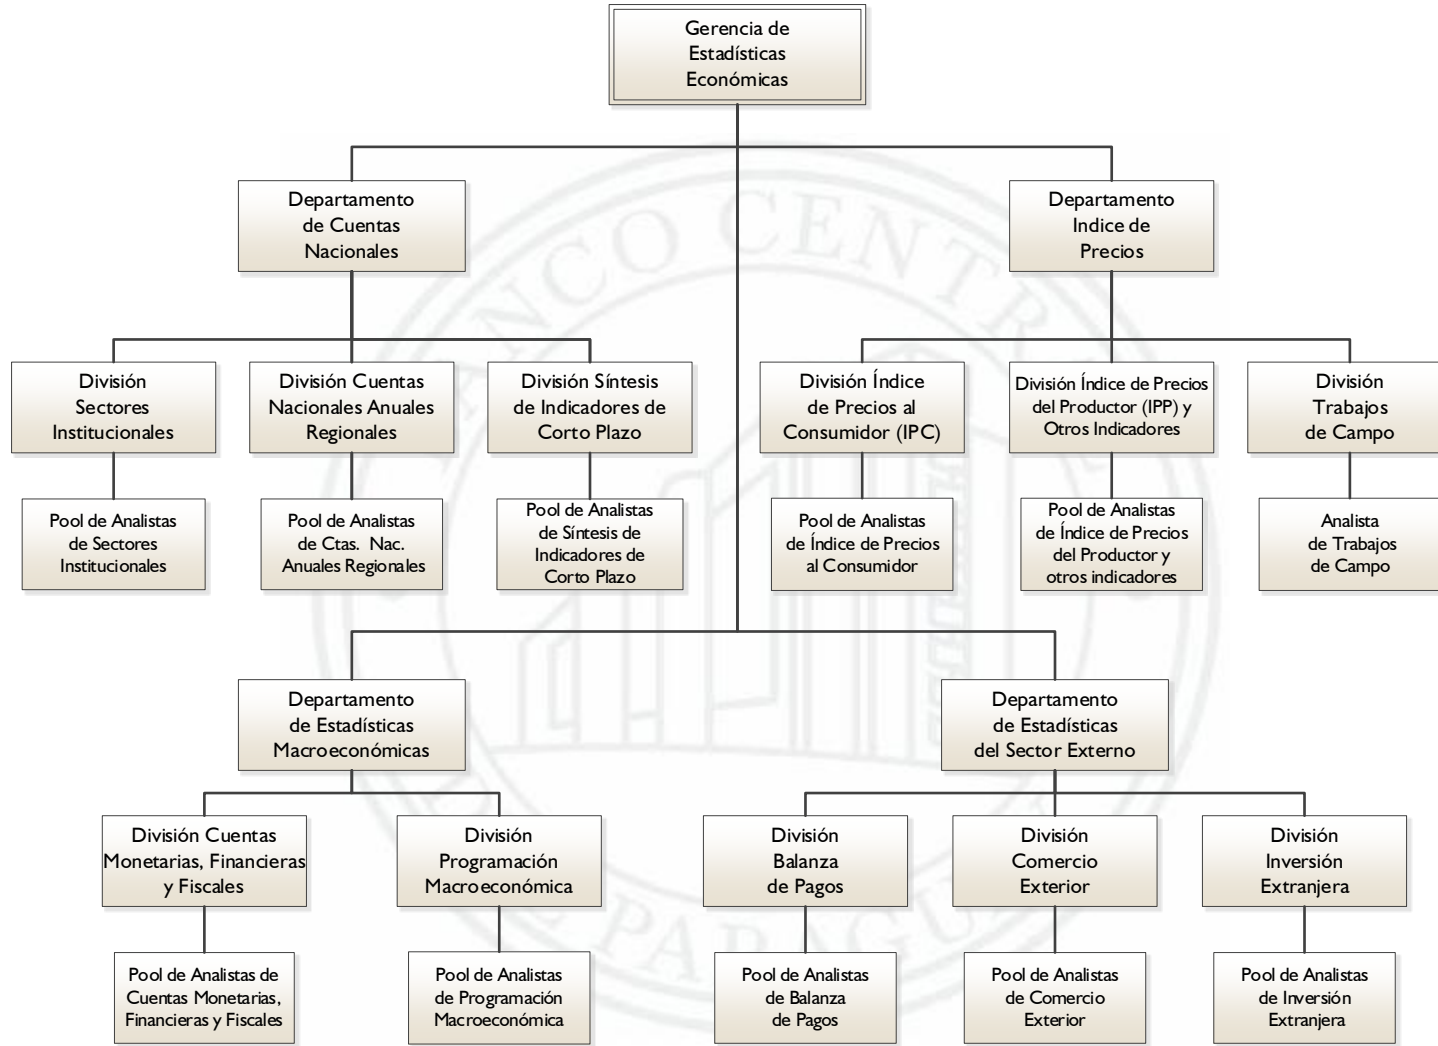 Gerencia de
Estadísticas
Económicas
Departamento
de Cuentas
Nacionales
Departamento
Indice de
Precios
División
Sectores
Institucionales
División Cuentas
Nacionales Anuales
Regionales
División Síntesis
de Indicadores de
Corto Plazo
División Índice
de Precios al
Consumidor (IPC)
División Índice de Precios
del Productor (IPP) y
Otros Indicadores
División
Trabajos
de Campo
Pool de Analistas
de Sectores
Institucionales
Pool de Analistas
de Ctas. Nac.
Anuales Regionales
Pool de Analistas
de Síntesis de
Indicadores de
Corto Plazo
Pool de Analistas
de Índice de Precios
al Consumidor
Pool de Analistas
de Índice de Precios
del Productor y
otros indicadores
Analista
de Trabajos
de Campo
Departamento
de Estadísticas
Macroeconómicas
Departamento
de Estadísticas
del Sector Externo
División Cuentas
Monetarias, Financieras
y Fiscales
División
Programación
Macroeconómica
División
Balanza
de Pagos
División
Comercio
Exterior
División
Inversión
Extranjera
Pool de Analistas de
Cuentas Monetarias,
Financieras y Fiscales
Pool de Analistas
de Programación
Macroeconómica
Pool de Analistas
de Balanza
de Pagos
Pool de Analistas
de Comercio
Exterior
Pool de Analistas
de Inversión
Extranjera